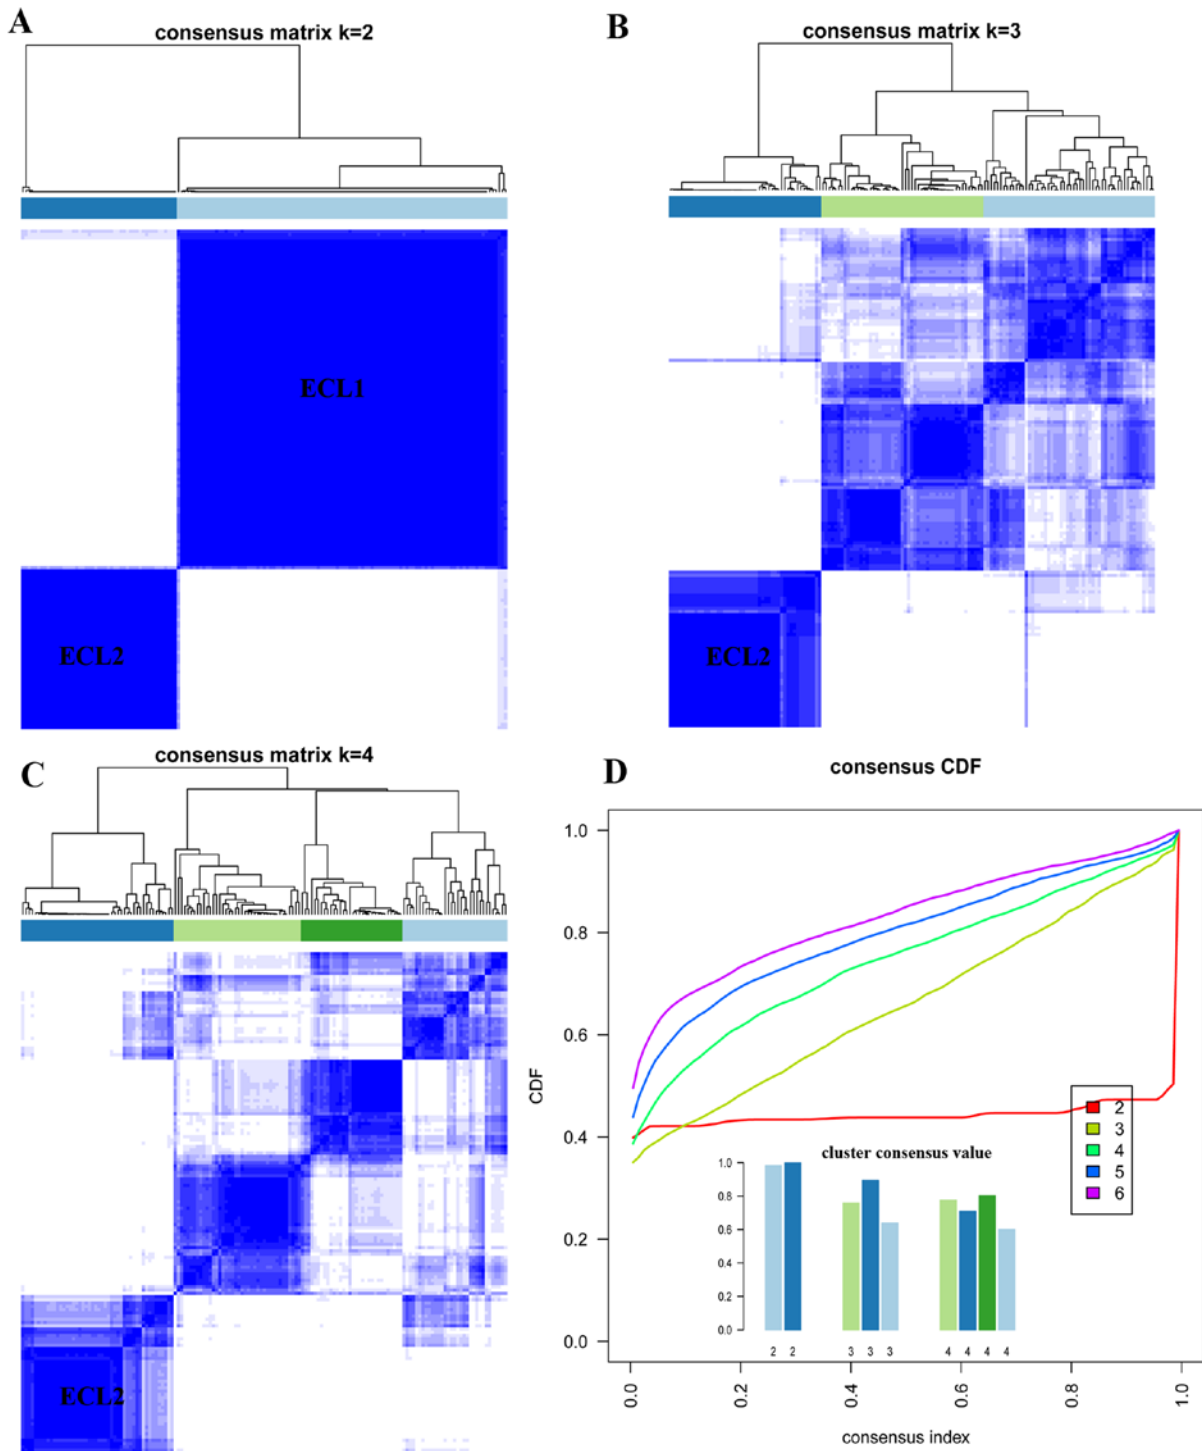 A
consensus matrix k=2
ECL1
ECL2
B
consensus matrix k=3
ECL2
C
consensus matrix k=4
ECL2
D
consensus CDF
CDF
1.0
0.8
0.6
0.4
0.2
0.0
2
3
4
5
6
cluster consensus value
1.0
0.8
0.6
0.4
0.2
0.0
2 2 3 3 3 4 4 4 4
0.0 0.2 0.4 0.6 0.8 1.0
consensus index